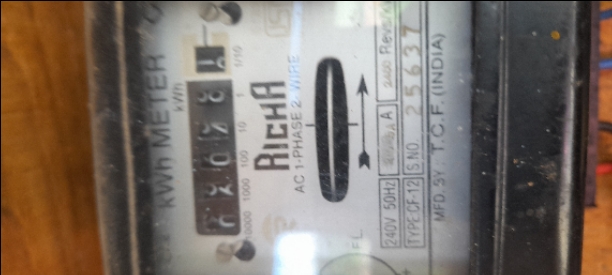 kWh METER
kWh
10000 1000 100 10 1 1/10
RICHA
AC 1-PHASE 2 WIRE
F.L.
240V 50Hz A 2400 Rev
TYPE:CF-12 S.NO. 25637
MFD. BY : T.C.F. (INDIA)